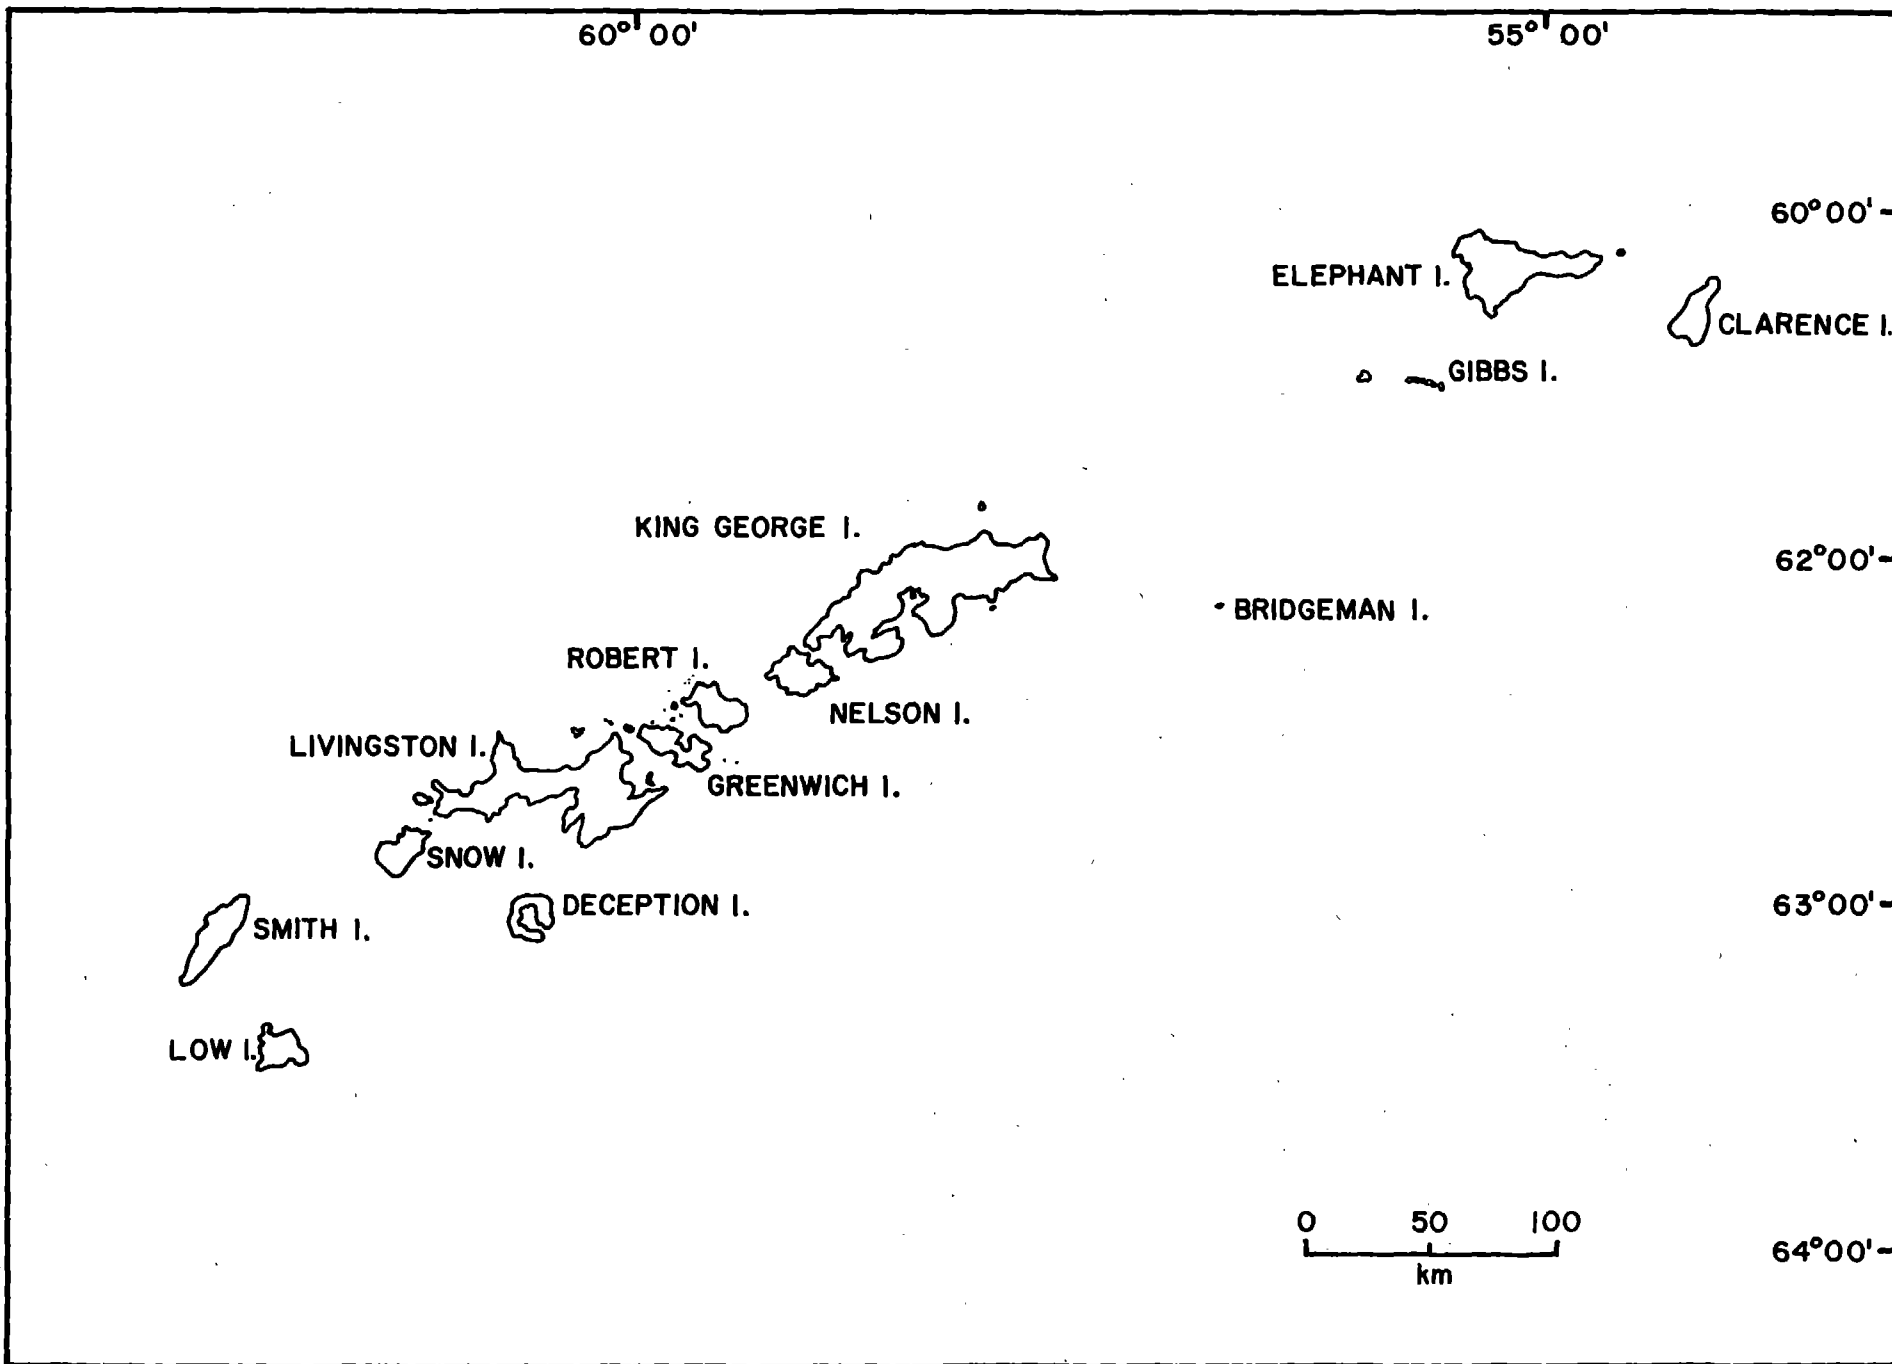 60°00' 55°00'
60°00'
ELEPHANT I.
CLARENCE I.
GIBBS I.
KING GEORGE I.
62°00'
BRIDGEMAN I.
ROBERT I.
NELSON I.
LIVINGSTON I.
GREENWICH I.
SNOW I.
DECEPTION I.
63°00'
SMITH I.
LOW I.
0 50 100
km
64°00'